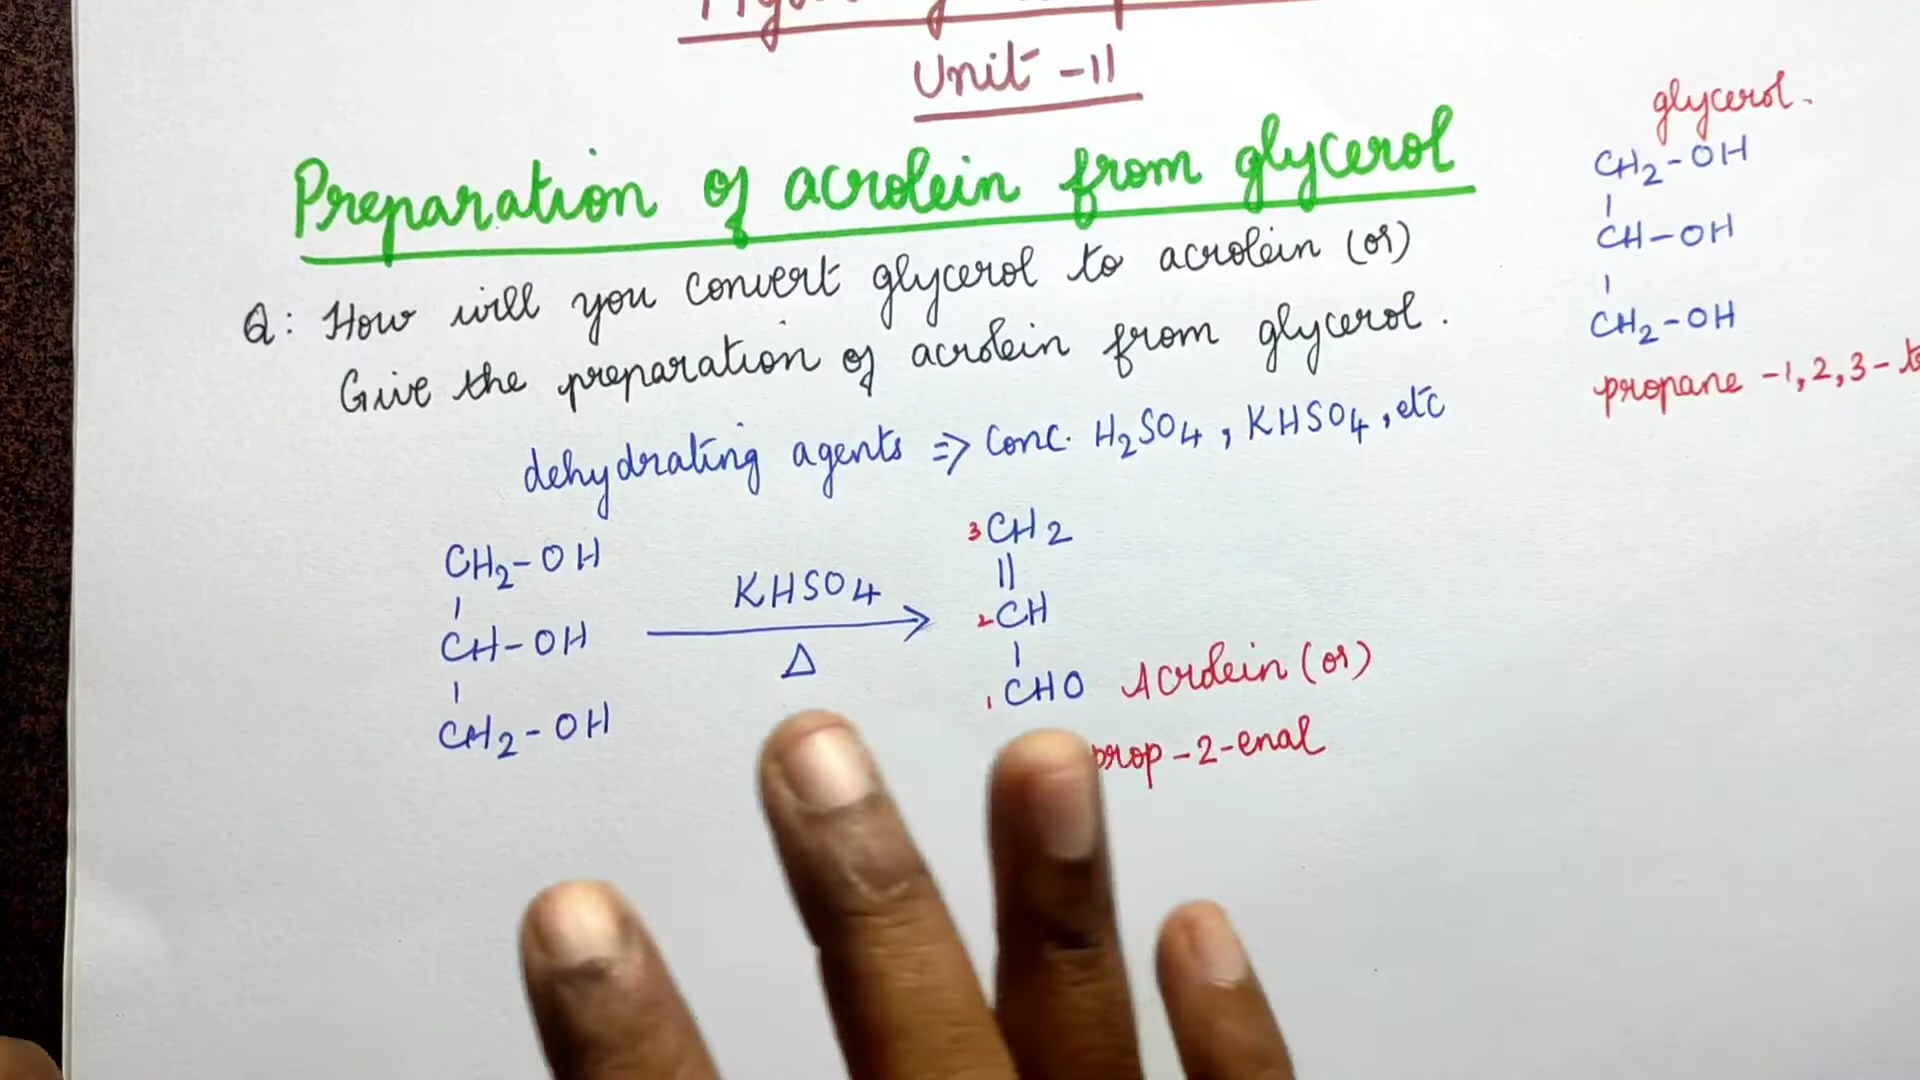 Unit - II
Preparation of acrolein from glycerol
Q: How will you convert glycerol to acrolein (or)
Give the preparation of acrolein from glycerol.
dehydrating agents ⇒ Conc. H2SO4, KHSO4, etc
CH2-OH
CH-OH
CH2-OH
KHSO4
Δ
3CH2
||
2CH
1CHO Acrolein (or)
prop-2-enal
glycerol.
CH2-OH
CH-OH
CH2-OH
propane -1,2,3-